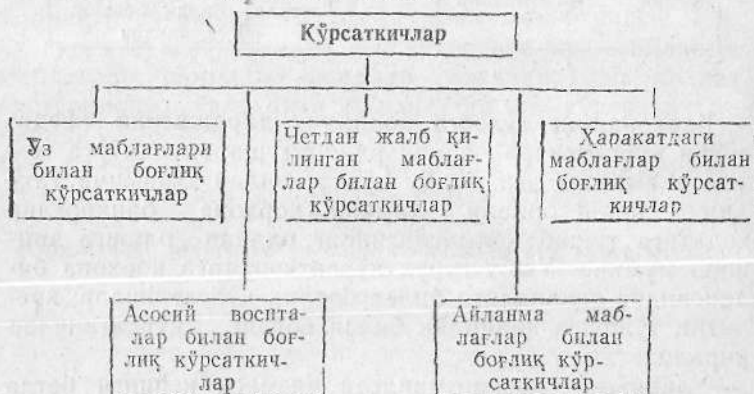 Кўрсаткичлар
Ўз маблағлари
билан боғлиқ
кўрсаткичлар
Четдан жалб қи-
линган маблағ-
лар билан боғлиқ
кўрсаткичлар
Ҳаракатдаги
маблағлар билан
боғлиқ кўрсат-
кичлар
Асосий восита-
лар билан боғ-
лиқ кўрсаткич-
лар
Айланма маб-
лағлар билан
боғлиқ кўр-
саткичлар